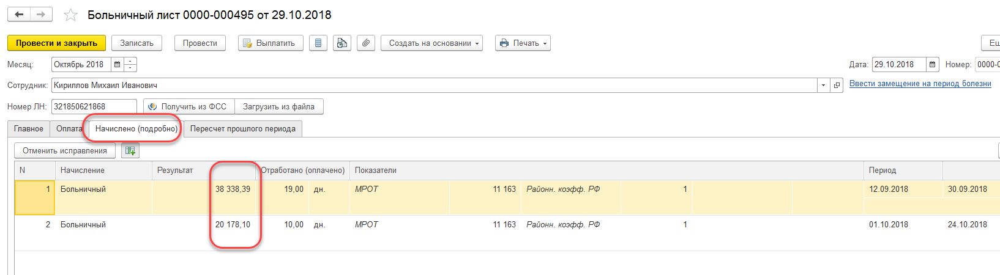 Больничный лист 0000-000495 от 29.10.2018
Провести и закрыть Записать Провести Выплатить Создать на основании Печать Ещ
Месяц: Октябрь 2018 Дата: 29.10.2018 Номер: 0000-0
Сотрудник: Кириллов Михаил Иванович Ввести замещение на период болезни
Номер ЛН: 321850621868 Получить из ФСС Загрузить из файла
Главное Оплата Начислено (подробно) Пересчет прошлого периода
Отменить исправления
N Начисление Результат Отработано (оплачено) Показатели Период
1 Больничный 38 338,39 19,00 дн. МРОТ 11 163 Районн. коэфф. РФ 1 12.09.2018 30.09.2018
2 Больничный 20 178,10 10,00 дн. МРОТ 11 163 Районн. коэфф. РФ 1 01.10.2018 24.10.2018